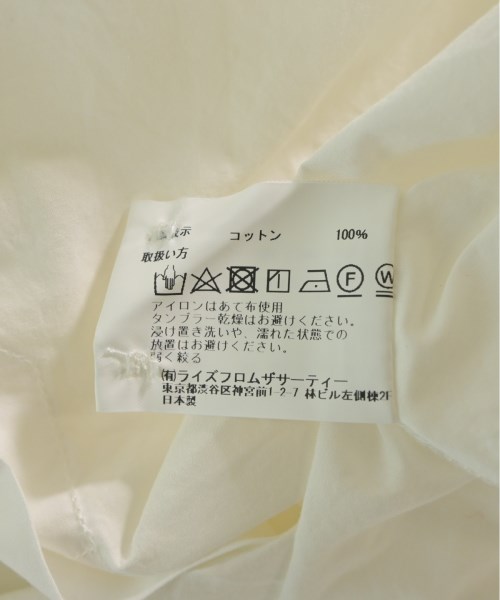 表示 コットン 100%
取扱い方
F W
アイロンはあて布使用
タンブラー乾燥はお避けください。
浸け置き洗いや、濡れた状態での
放置はお避けください。
弱く絞る
㈲ライズフロムザサーティー
東京都渋谷区神宮前1-2-7 林ビル左側棟2F
日本製